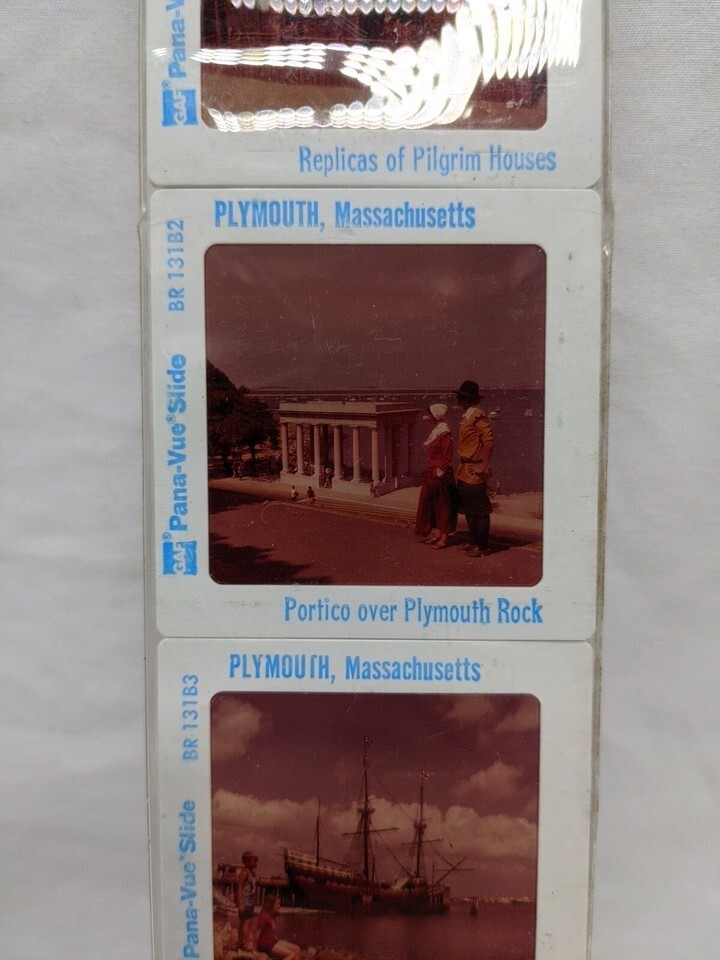 GAF® Pana-V
Replicas of Pilgrim Houses
PLYMOUTH, Massachusetts
BR 131B2
GAF® Pana-Vue® Slide
Portico over Plymouth Rock
PLYMOUTH, Massachusetts
BR 131B3
Pana-Vue® Slide